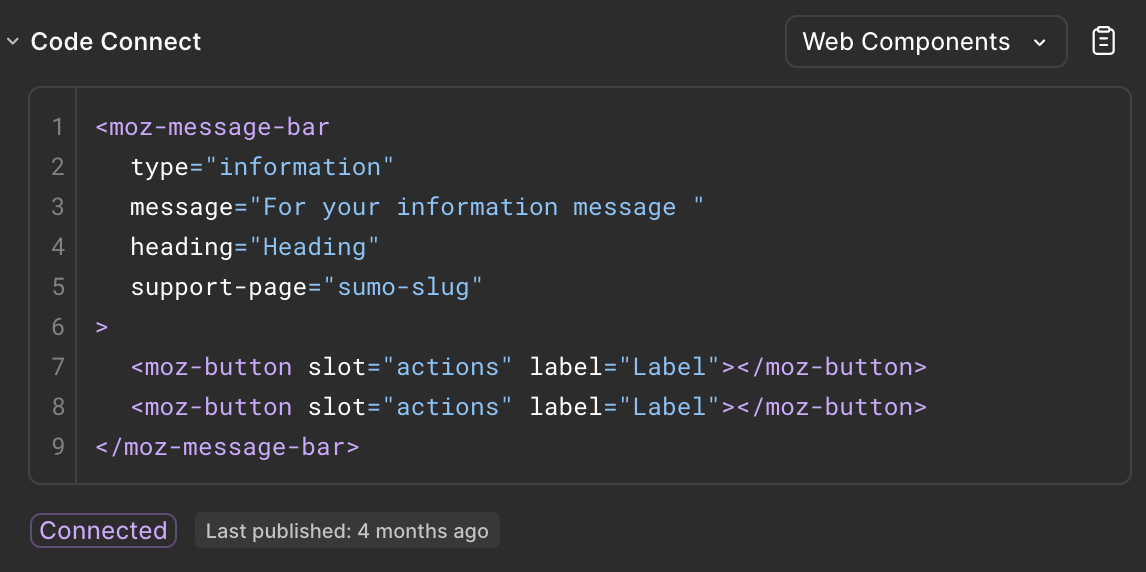 Code Connect
Web Components
1 <moz-message-bar
2 type="information"
3 message="For your information message "
4 heading="Heading"
5 support-page="sumo-slug"
6 >
7 <moz-button slot="actions" label="Label"></moz-button>
8 <moz-button slot="actions" label="Label"></moz-button>
9 </moz-message-bar>
Connected
Last published: 4 months ago